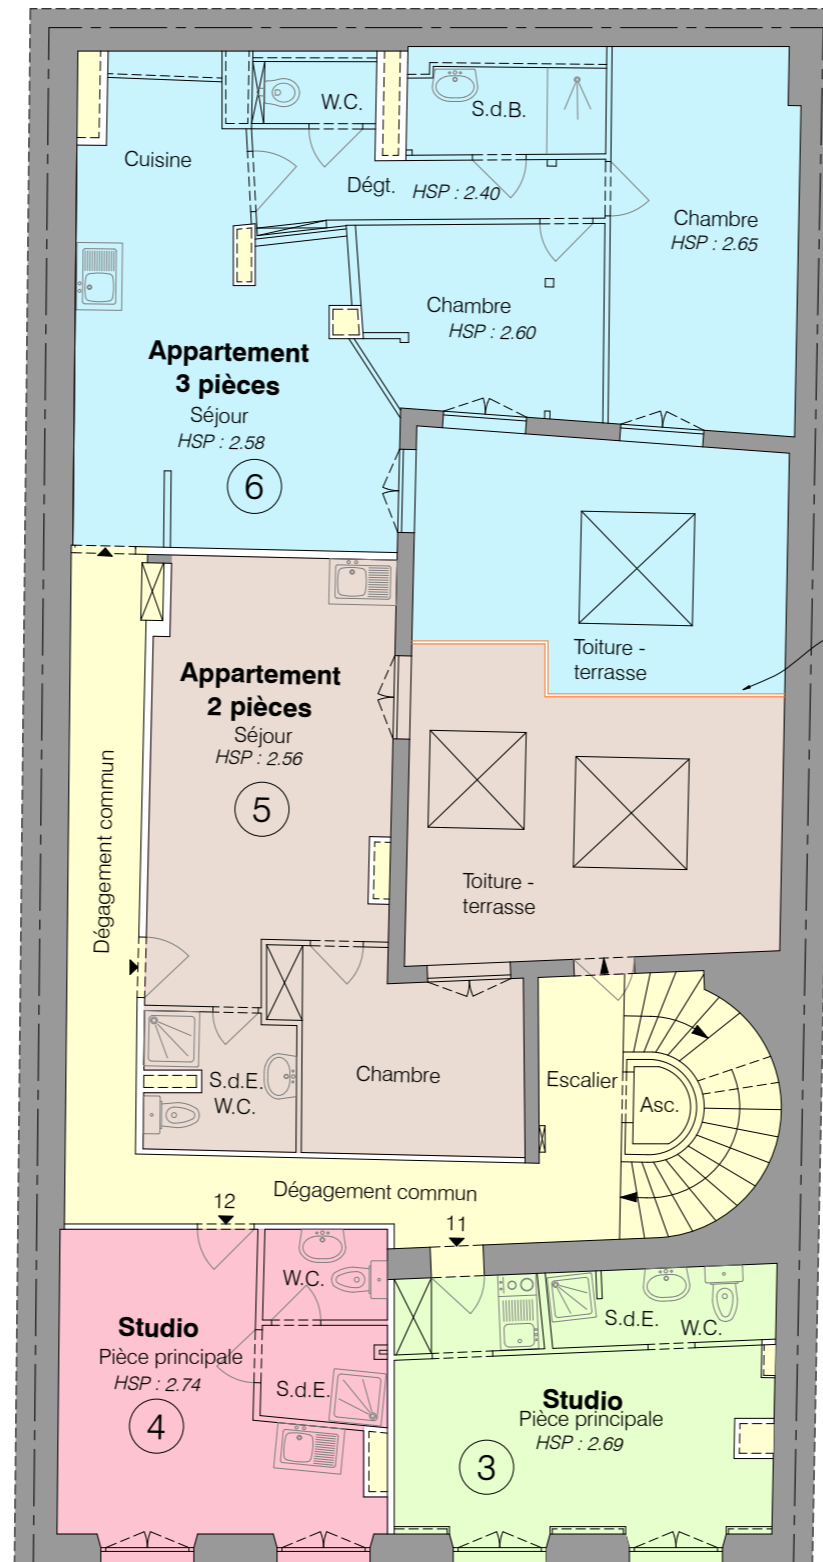 W.C.
S.d.B.
Cuisine
Dégt. HSP : 2.40
Chambre
HSP : 2.65
Chambre
HSP : 2.60
Appartement
3 pièces
Séjour
HSP : 2.58
6
Toiture -
terrasse
Appartement
2 pièces
Séjour
HSP : 2.56
5
Dégagement commun
Toiture -
terrasse
S.d.E.
W.C.
Chambre
Escalier
Asc.
Dégagement commun
12
11
W.C.
Studio
Pièce principale
HSP : 2.74
4
S.d.E.
S.d.E.
W.C.
Studio
Pièce principale
HSP : 2.69
3